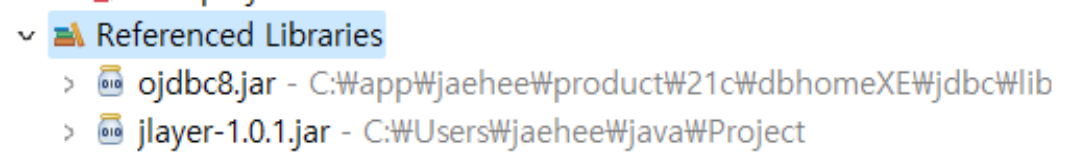 Referenced Libraries
ojdbc8.jar - C:₩app₩jaehee₩product₩21c₩dbhomeXE₩jdbc₩lib
jlayer-1.0.1.jar - C:₩Users₩jaehee₩java₩Project